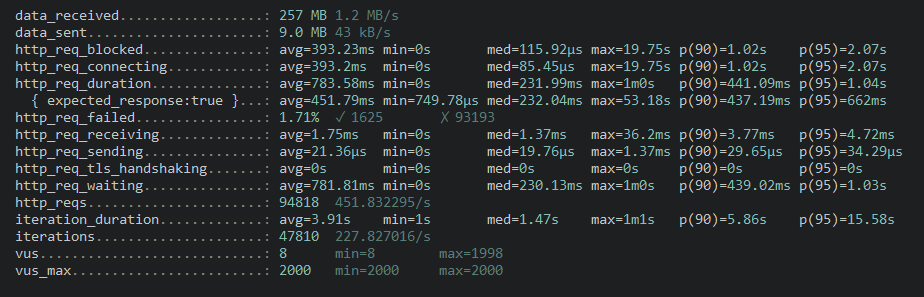 data_received..................: 257 MB 1.2 MB/s
data_sent......................: 9.0 MB 43 kB/s
http_req_blocked...............: avg=393.23ms min=0s       med=115.92µs max=19.75s p(90)=1.02s    p(95)=2.07s
http_req_connecting............: avg=393.2ms  min=0s       med=85.45µs  max=19.75s p(90)=1.02s    p(95)=2.07s
http_req_duration..............: avg=783.58ms min=0s       med=231.99ms max=1m0s   p(90)=441.09ms p(95)=1.04s
  { expected_response:true }...: avg=451.79ms min=749.78µs med=232.04ms max=53.18s p(90)=437.19ms p(95)=662ms
http_req_failed................: 1.71%  ✓ 1625       ✗ 93193
http_req_receiving.............: avg=1.75ms   min=0s       med=1.37ms   max=36.2ms p(90)=3.77ms   p(95)=4.72ms
http_req_sending...............: avg=21.36µs  min=0s       med=19.76µs  max=1.37ms p(90)=29.65µs  p(95)=34.29µs
http_req_tls_handshaking.......: avg=0s       min=0s       med=0s       max=0s     p(90)=0s       p(95)=0s
http_req_waiting...............: avg=781.81ms min=0s       med=230.13ms max=1m0s   p(90)=439.02ms p(95)=1.03s
http_reqs......................: 94818  451.832295/s
iteration_duration.............: avg=3.91s    min=1s       med=1.47s    max=1m1s   p(90)=5.86s    p(95)=15.58s
iterations.....................: 47810  227.827016/s
vus............................: 8      min=8        max=1998
vus_max........................: 2000   min=2000     max=2000